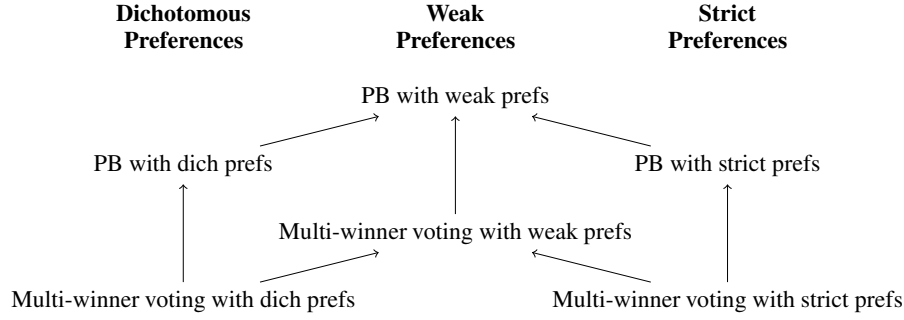 Dichotomous Preferences
Weak Preferences
Strict Preferences
PB with weak prefs
PB with dich prefs
PB with strict prefs
Multi-winner voting with weak prefs
Multi-winner voting with dich prefs
Multi-winner voting with strict prefs